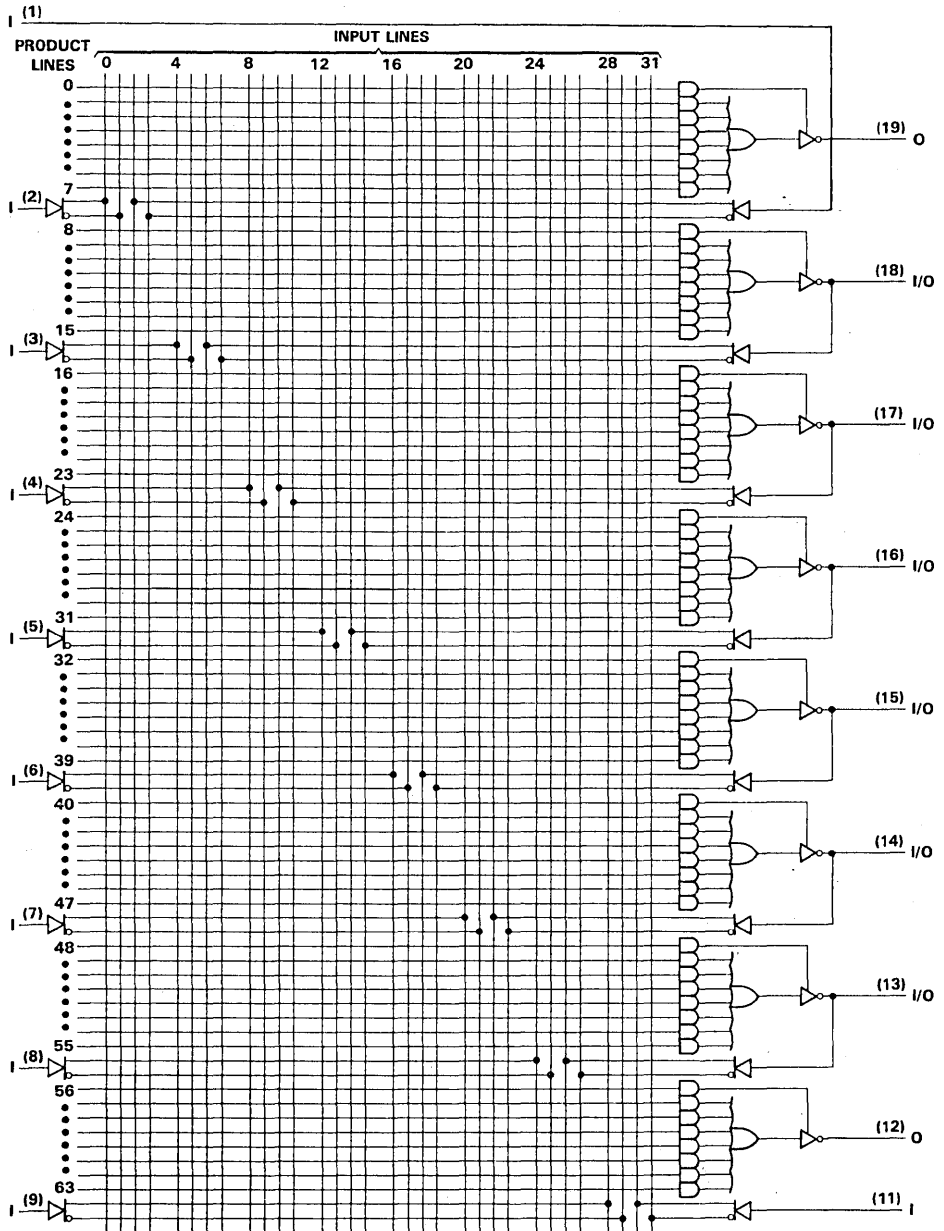 I (1)
INPUT LINES
PRODUCT
LINES 0 4 8 12 16 20 24 28 31
0
(19) O
7
I (2)
8
(18) I/O
15
I (3)
16
(17) I/O
23
I (4)
24
(16) I/O
31
I (5)
32
(15) I/O
39
I (6)
40
(14) I/O
47
I (7)
48
(13) I/O
55
I (8)
56
(12) O
63
I (9) (11) I